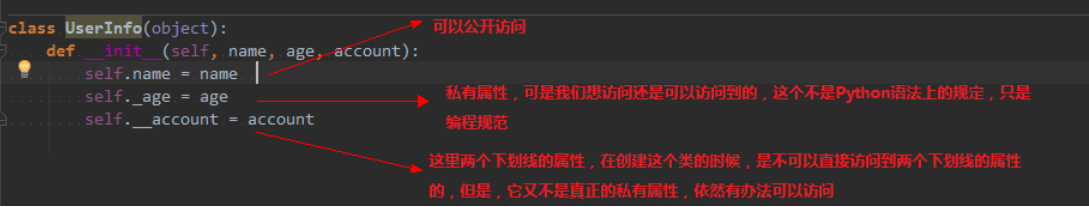 class UserInfo(object):
可以公开访问
def __init__(self, name, age, account):
self.name = name
self._age = age
私有属性，可是我们想访问还是可以访问到的，这个不是Python语法上的规定，只是
编程规范
self.__account = account
这里两个下划线的属性，在创建这个类的时候，是不可以直接访问到两个下划线的属性
的，但是，它又不是真正的私有属性，依然有办法可以访问